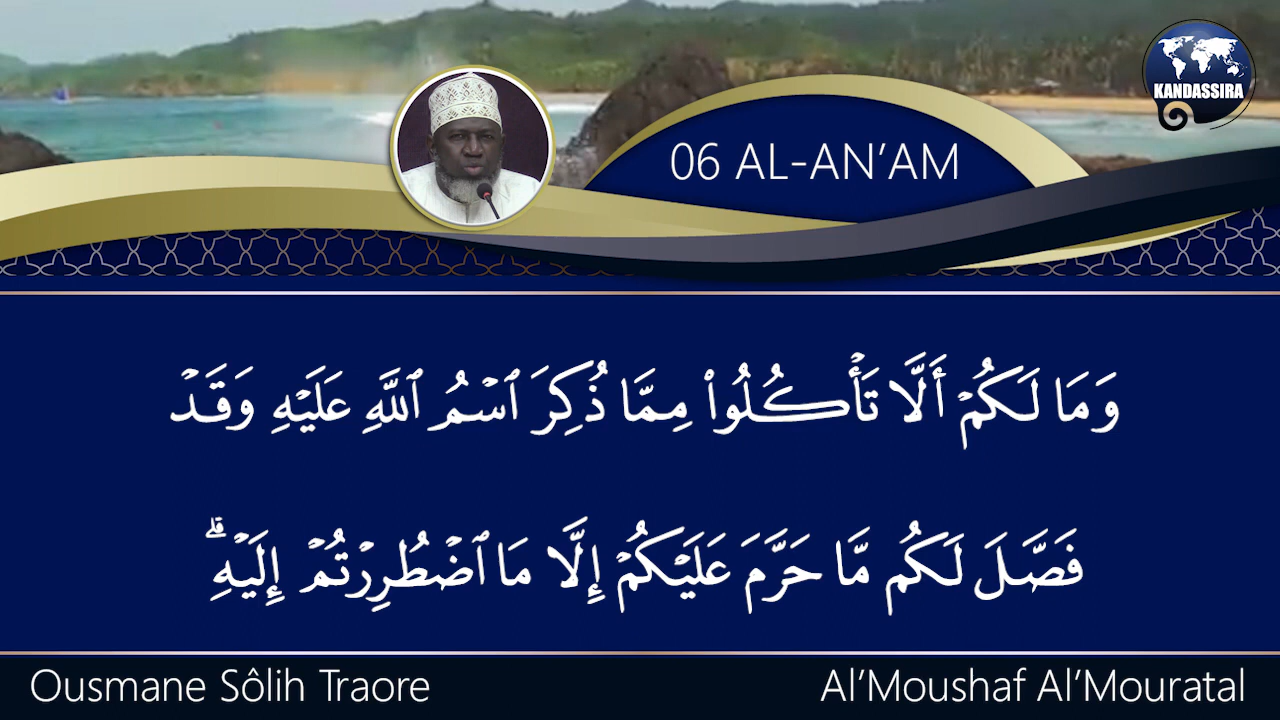 KANDASSIRA
06 AL-AN’AM
وَمَا لَكُمۡ أَلَّا تَأۡكُلُواْ مِمَّا ذُكِرَ ٱسۡمُ ٱللَّهِ عَلَيۡهِ وَقَدۡ
فَصَّلَ لَكُم مَّا حَرَّمَ عَلَيۡكُمۡ إِلَّا مَا ٱضۡطُرِرۡتُمۡ إِلَيۡهِۗ
Ousmane Sôlih Traore
Al’Moushaf Al’Mouratal